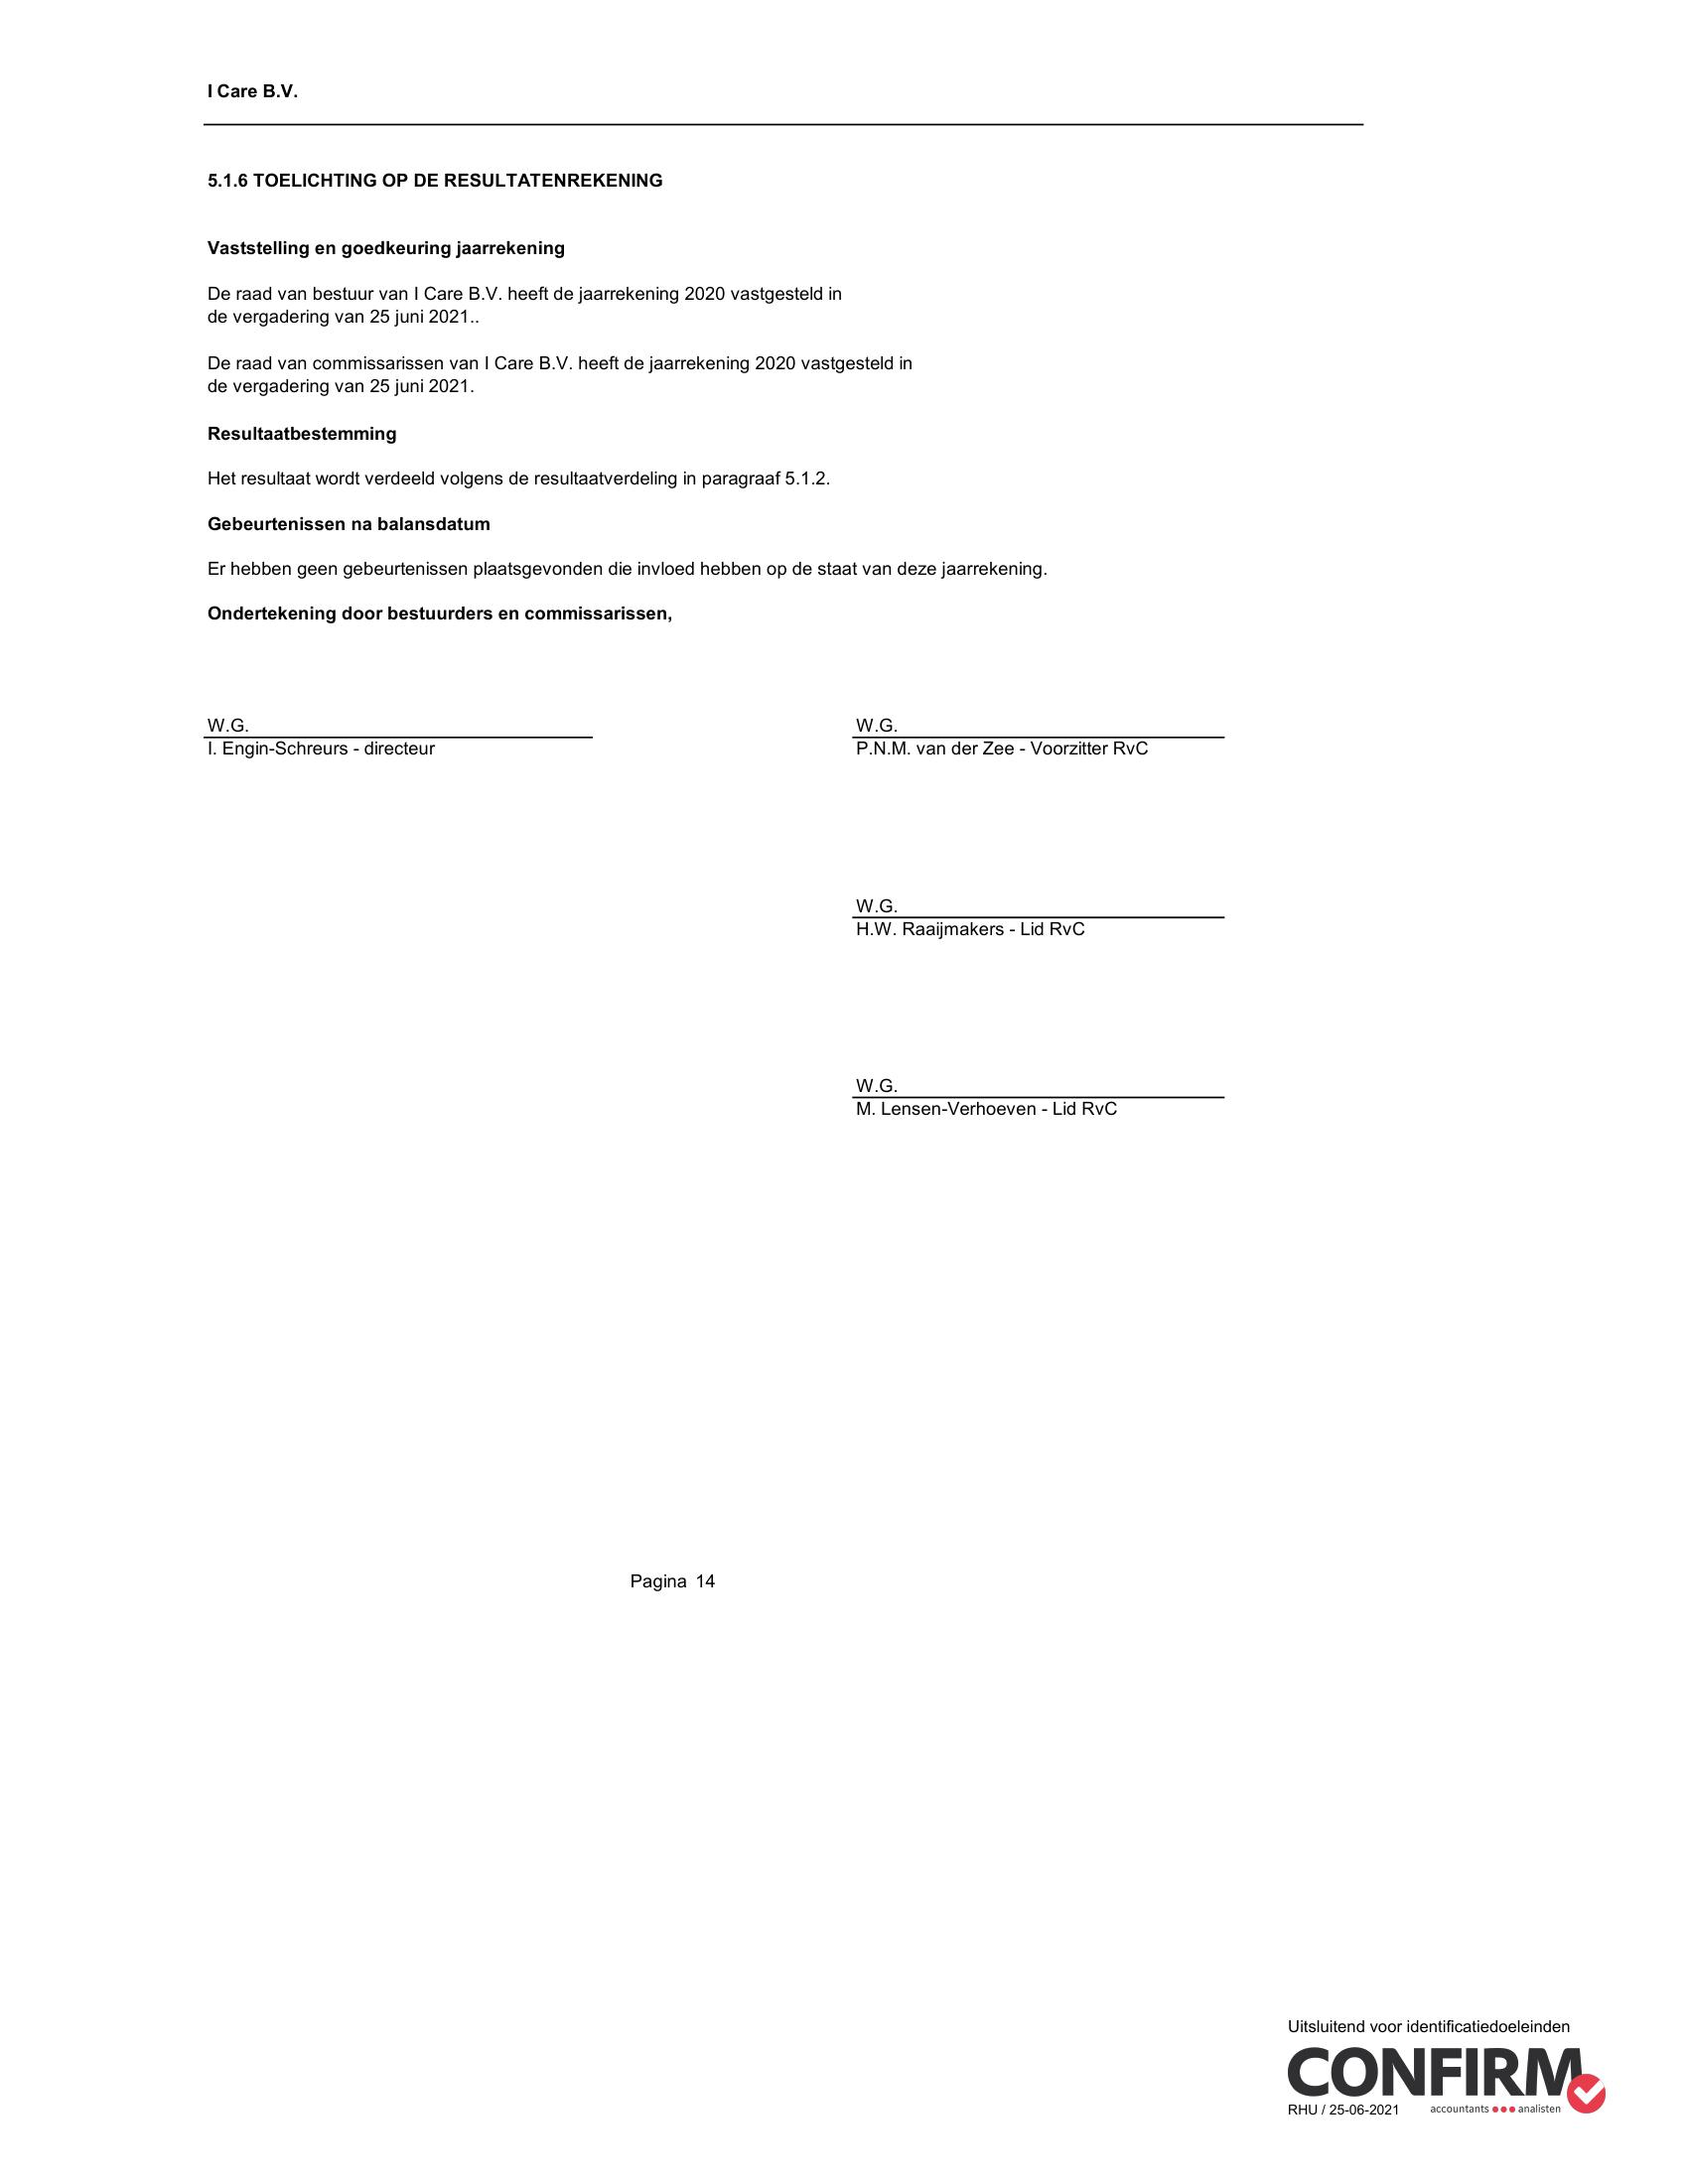 I Care B.V.
5.1.6 TOELICHTING OP DE RESULTATENREKENING
Vaststelling en goedkeuring jaarrekening
De raad van bestuur van I Care B.V. heeft de jaarrekening 2020 vastgesteld in
de vergadering van 25 juni 2021..
De raad van commissarissen van I Care B.V. heeft de jaarrekening 2020 vastgesteld in
de vergadering van 25 juni 2021.
Resultaatbestemming
Het resultaat wordt verdeeld volgens de resultaatverdeling in paragraaf 5.1.2.
Gebeurtenissen na balansdatum
Er hebben geen gebeurtenissen plaatsgevonden die invloed hebben op de staat van deze jaarrekening.
Ondertekening door bestuurders en commissarissen,
W.G.
I. Engin-Schreurs - directeur
W.G.
P.N.M. van der Zee - Voorzitter RvC
W.G.
H.W. Raaijmakers - Lid RvC
W.G.
M. Lensen-Verhoeven - Lid RvC
Pagina 14
Uitsluitend voor identificatiedoeleinden
CONFIRM
RHU / 25-06-2021 accountants analisten